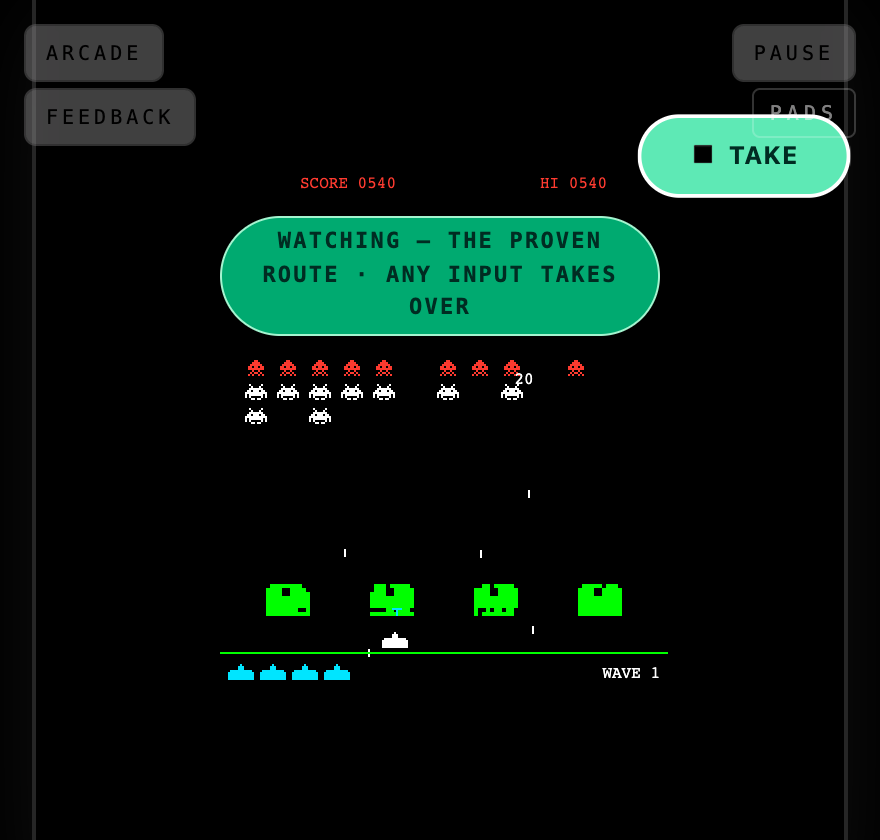 ARCADE
PAUSE
FEEDBACK
PADS
■ TAKE
SCORE 0540
HI 0540
WATCHING — THE PROVEN
ROUTE · ANY INPUT TAKES
OVER
20
WAVE 1